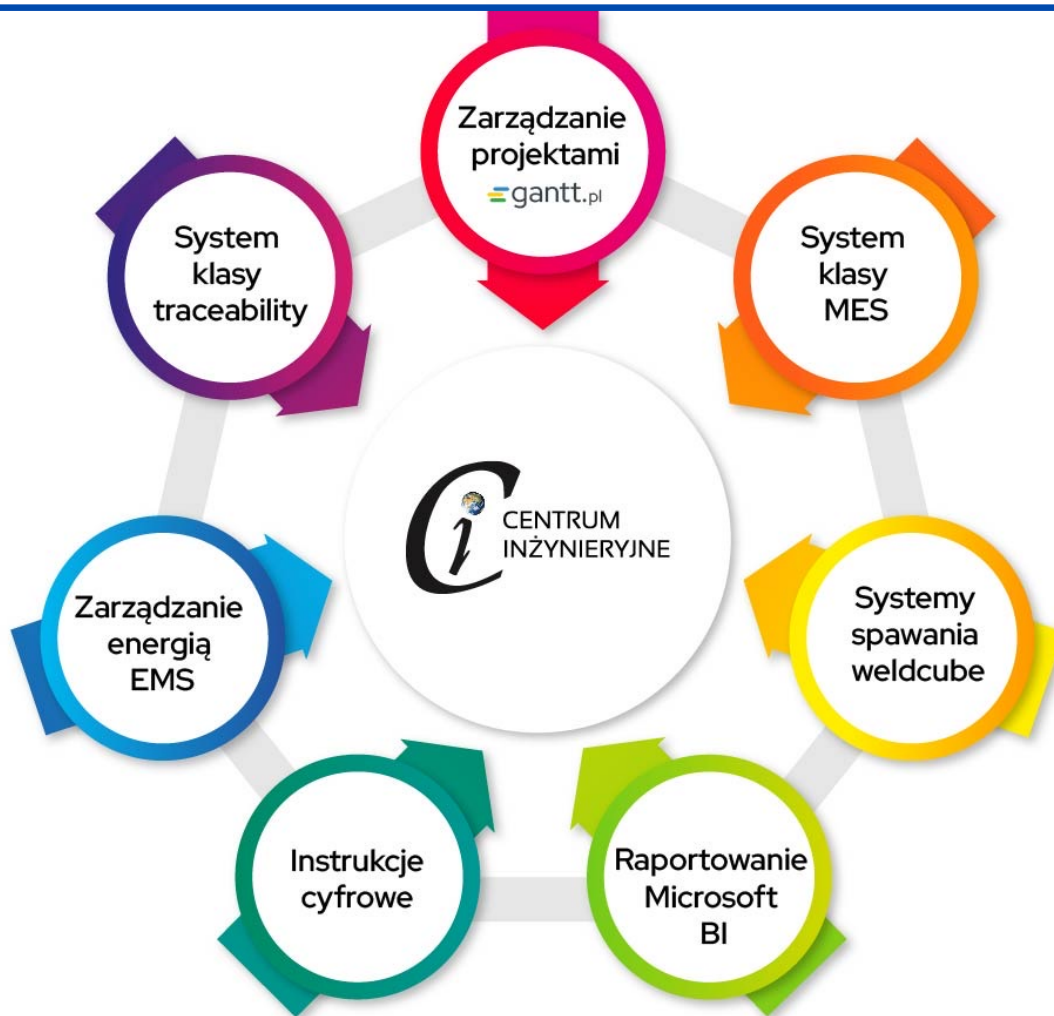 Zarządzanie
projektami
gantt.pl
System
klasy
MES
Systemy
spawania
weldcube
Raportowanie
Microsoft
BI
Instrukcje
cyfrowe
Zarządzanie
energią
EMS
System
klasy
traceability
Ci
CENTRUM
INŻYNIERYJNE